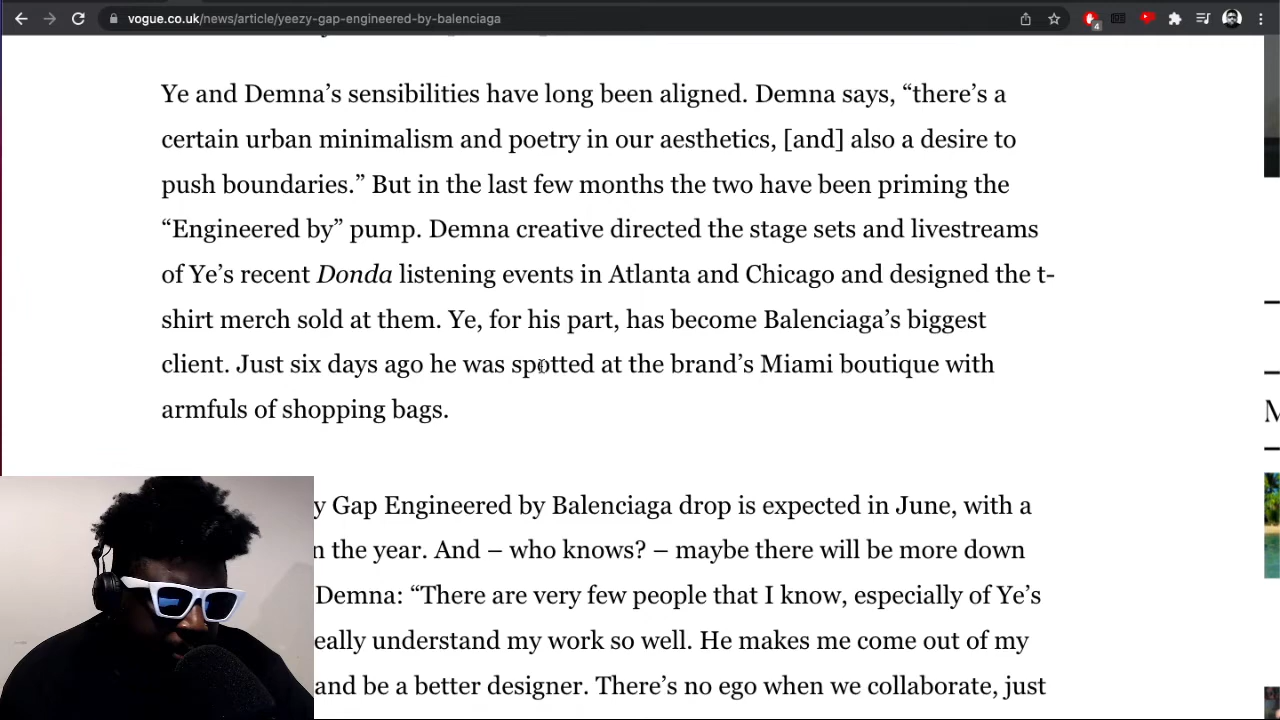 vogue.co.uk/news/article/yeezy-gap-engineered-by-balenciaga
4
Ye and Demna’s sensibilities have long been aligned. Demna says, “there’s a
certain urban minimalism and poetry in our aesthetics, [and] also a desire to
push boundaries.” But in the last few months the two have been priming the
“Engineered by” pump. Demna creative directed the stage sets and livestreams
of Ye’s recent Donda listening events in Atlanta and Chicago and designed the t-
shirt merch sold at them. Ye, for his part, has become Balenciaga’s biggest
client. Just six days ago he was spotted at the brand’s Miami boutique with
armfuls of shopping bags.
y Gap Engineered by Balenciaga drop is expected in June, with a
n the year. And – who knows? – maybe there will be more down
Demna: “There are very few people that I know, especially of Ye’s
eally understand my work so well. He makes me come out of my
and be a better designer. There’s no ego when we collaborate, just
M